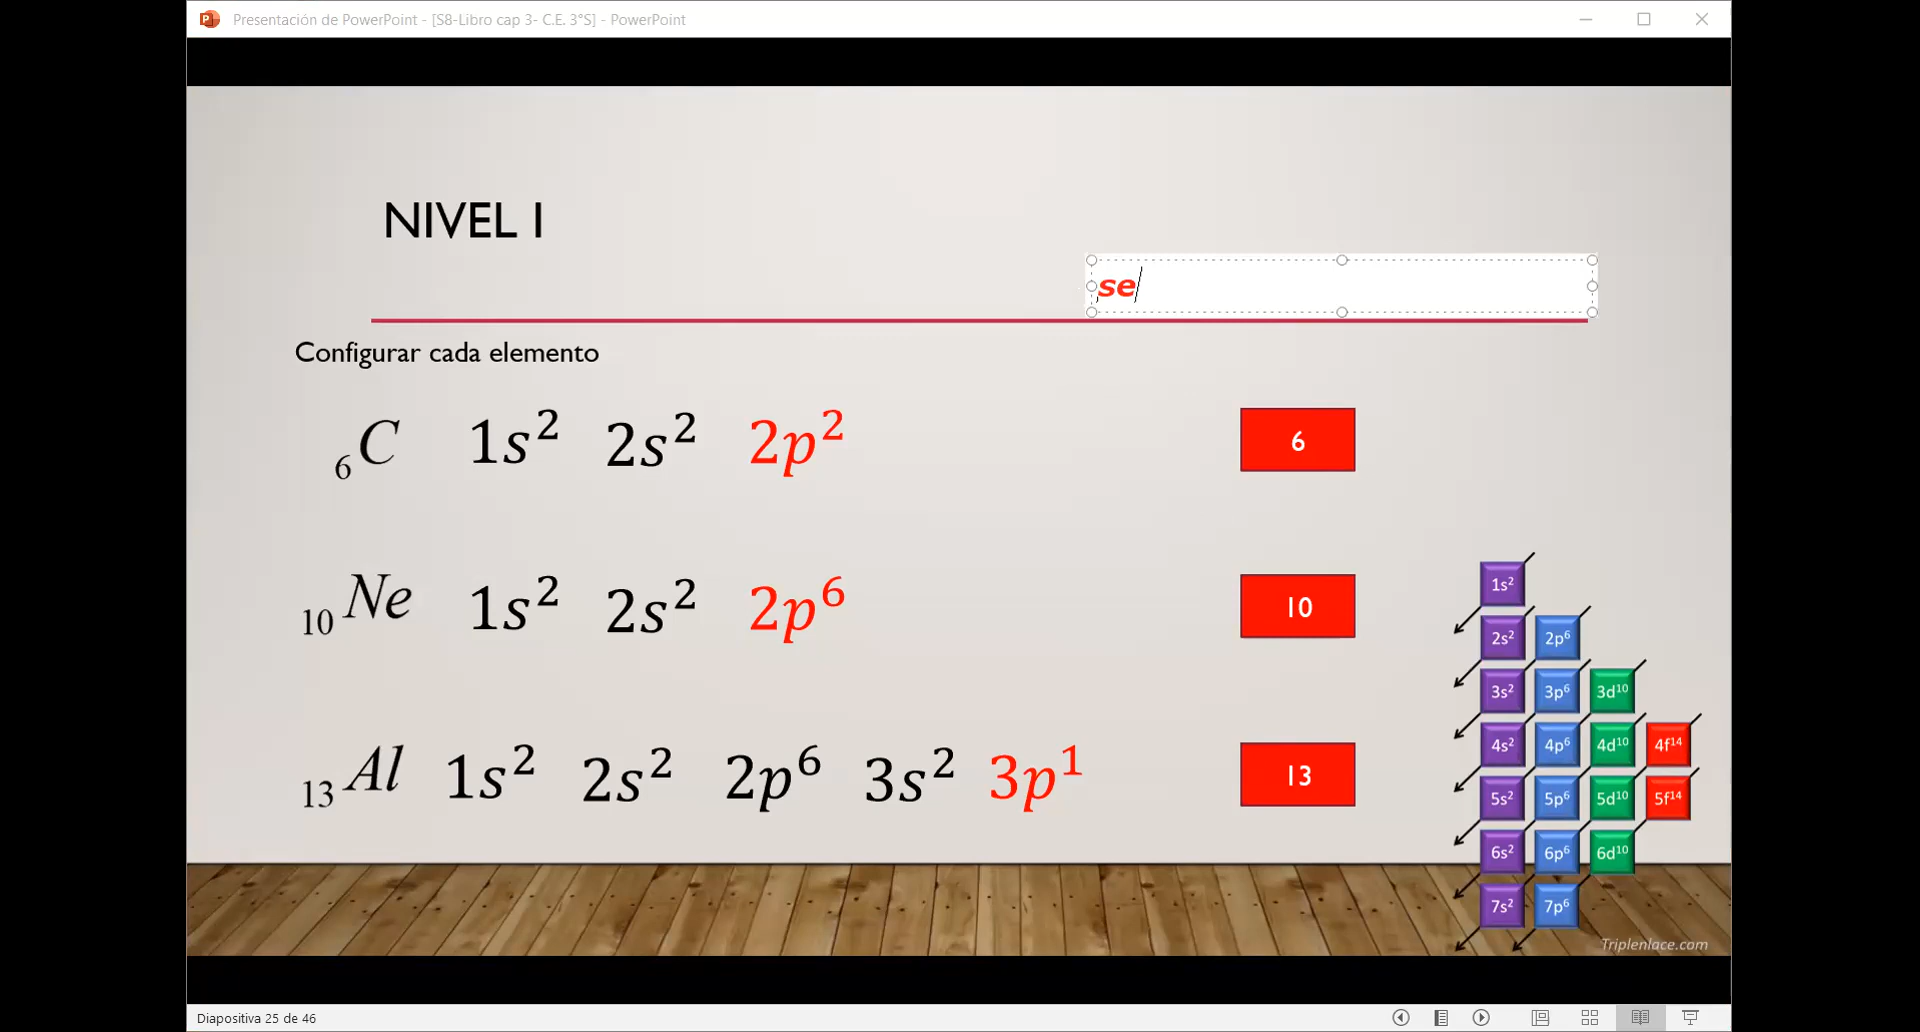 Presentación de PowerPoint - [S8-Libro cap 3- C.E. 3°S] - PowerPoint
NIVEL I
se
Configurar cada elemento
₆C 1s² 2s² 2p² 6
₁₀Ne 1s² 2s² 2p⁶ 10
₁₃Al 1s² 2s² 2p⁶ 3s² 3p¹ 13
1s²
2s² 2p⁶
3s² 3p⁶ 3d¹⁰
4s² 4p⁶ 4d¹⁰ 4f¹⁴
5s² 5p⁶ 5d¹⁰ 5f¹⁴
6s² 6p⁶ 6d¹⁰
7s² 7p⁶
Triplenlace.com
Diapositiva 25 de 46